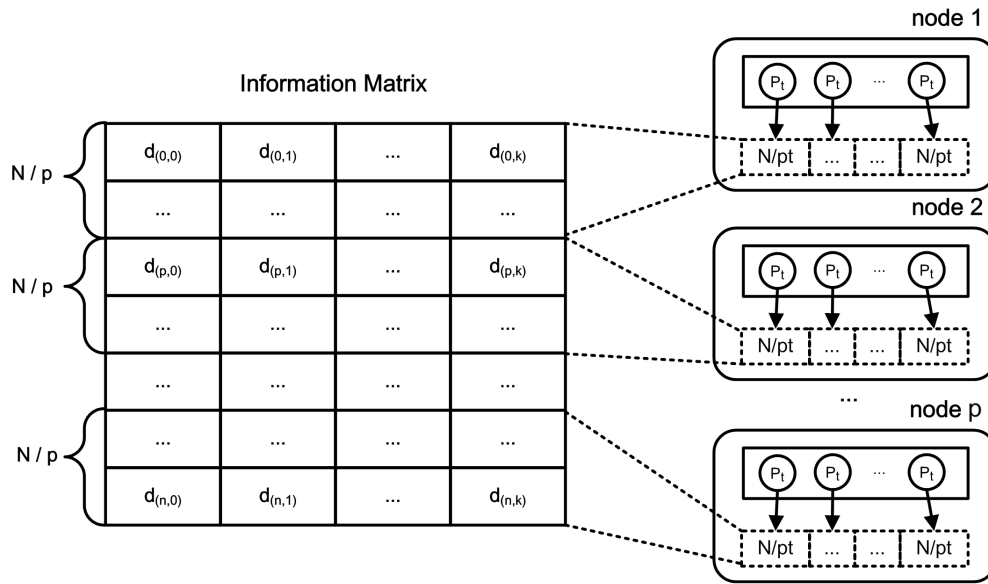 Information Matrix
N / p
N / p
N / p
d(0,0) d(0,1) ... d(0,k)
... ... ... ...
d(p,0) d(p,1) ... d(p,k)
... ... ... ...
... ... ... ...
... ... ... ...
d(n,0) d(n,1) ... d(n,k)
node 1
Pt Pt ... Pt
N/pt ... ... N/pt
node 2
Pt Pt ... Pt
N/pt ... ... N/pt
...
node p
Pt Pt ... Pt
N/pt ... ... N/pt